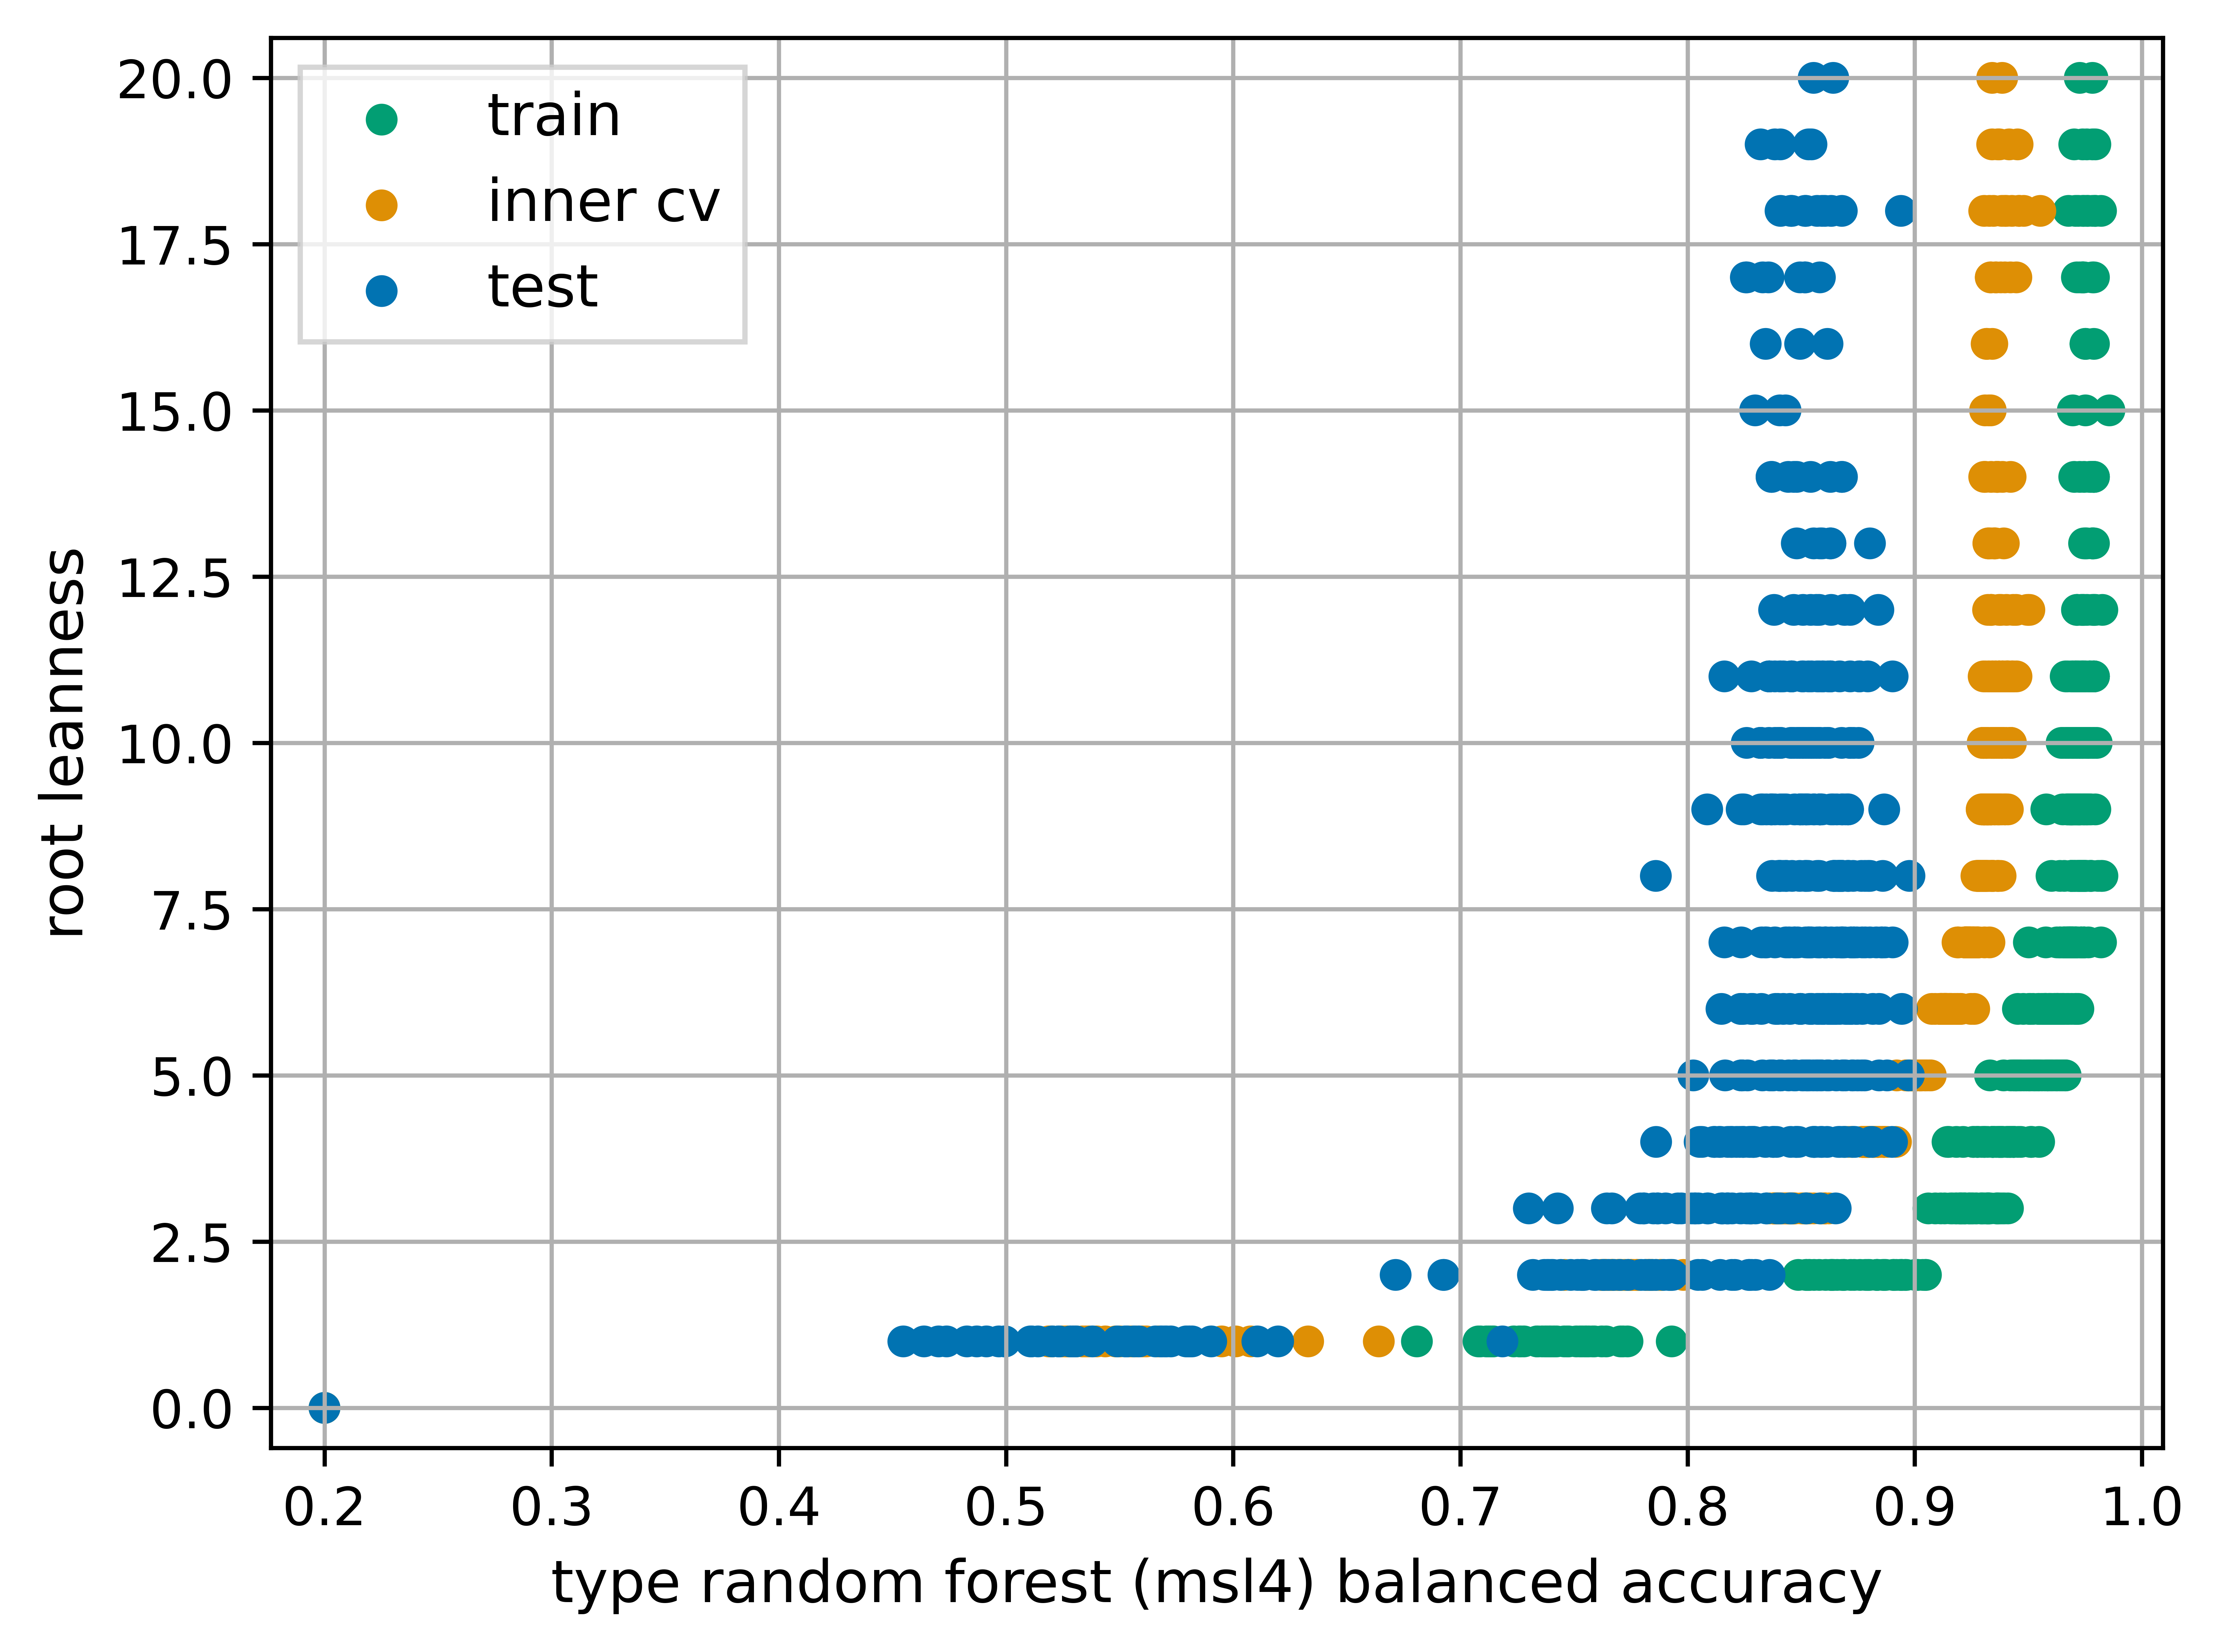 train
inner cv
test
20.0
17.5
15.0
12.5
10.0
7.5
5.0
2.5
0.0
root leanness
0.2 0.3 0.4 0.5 0.6 0.7 0.8 0.9 1.0
type random forest (msl4) balanced accuracy